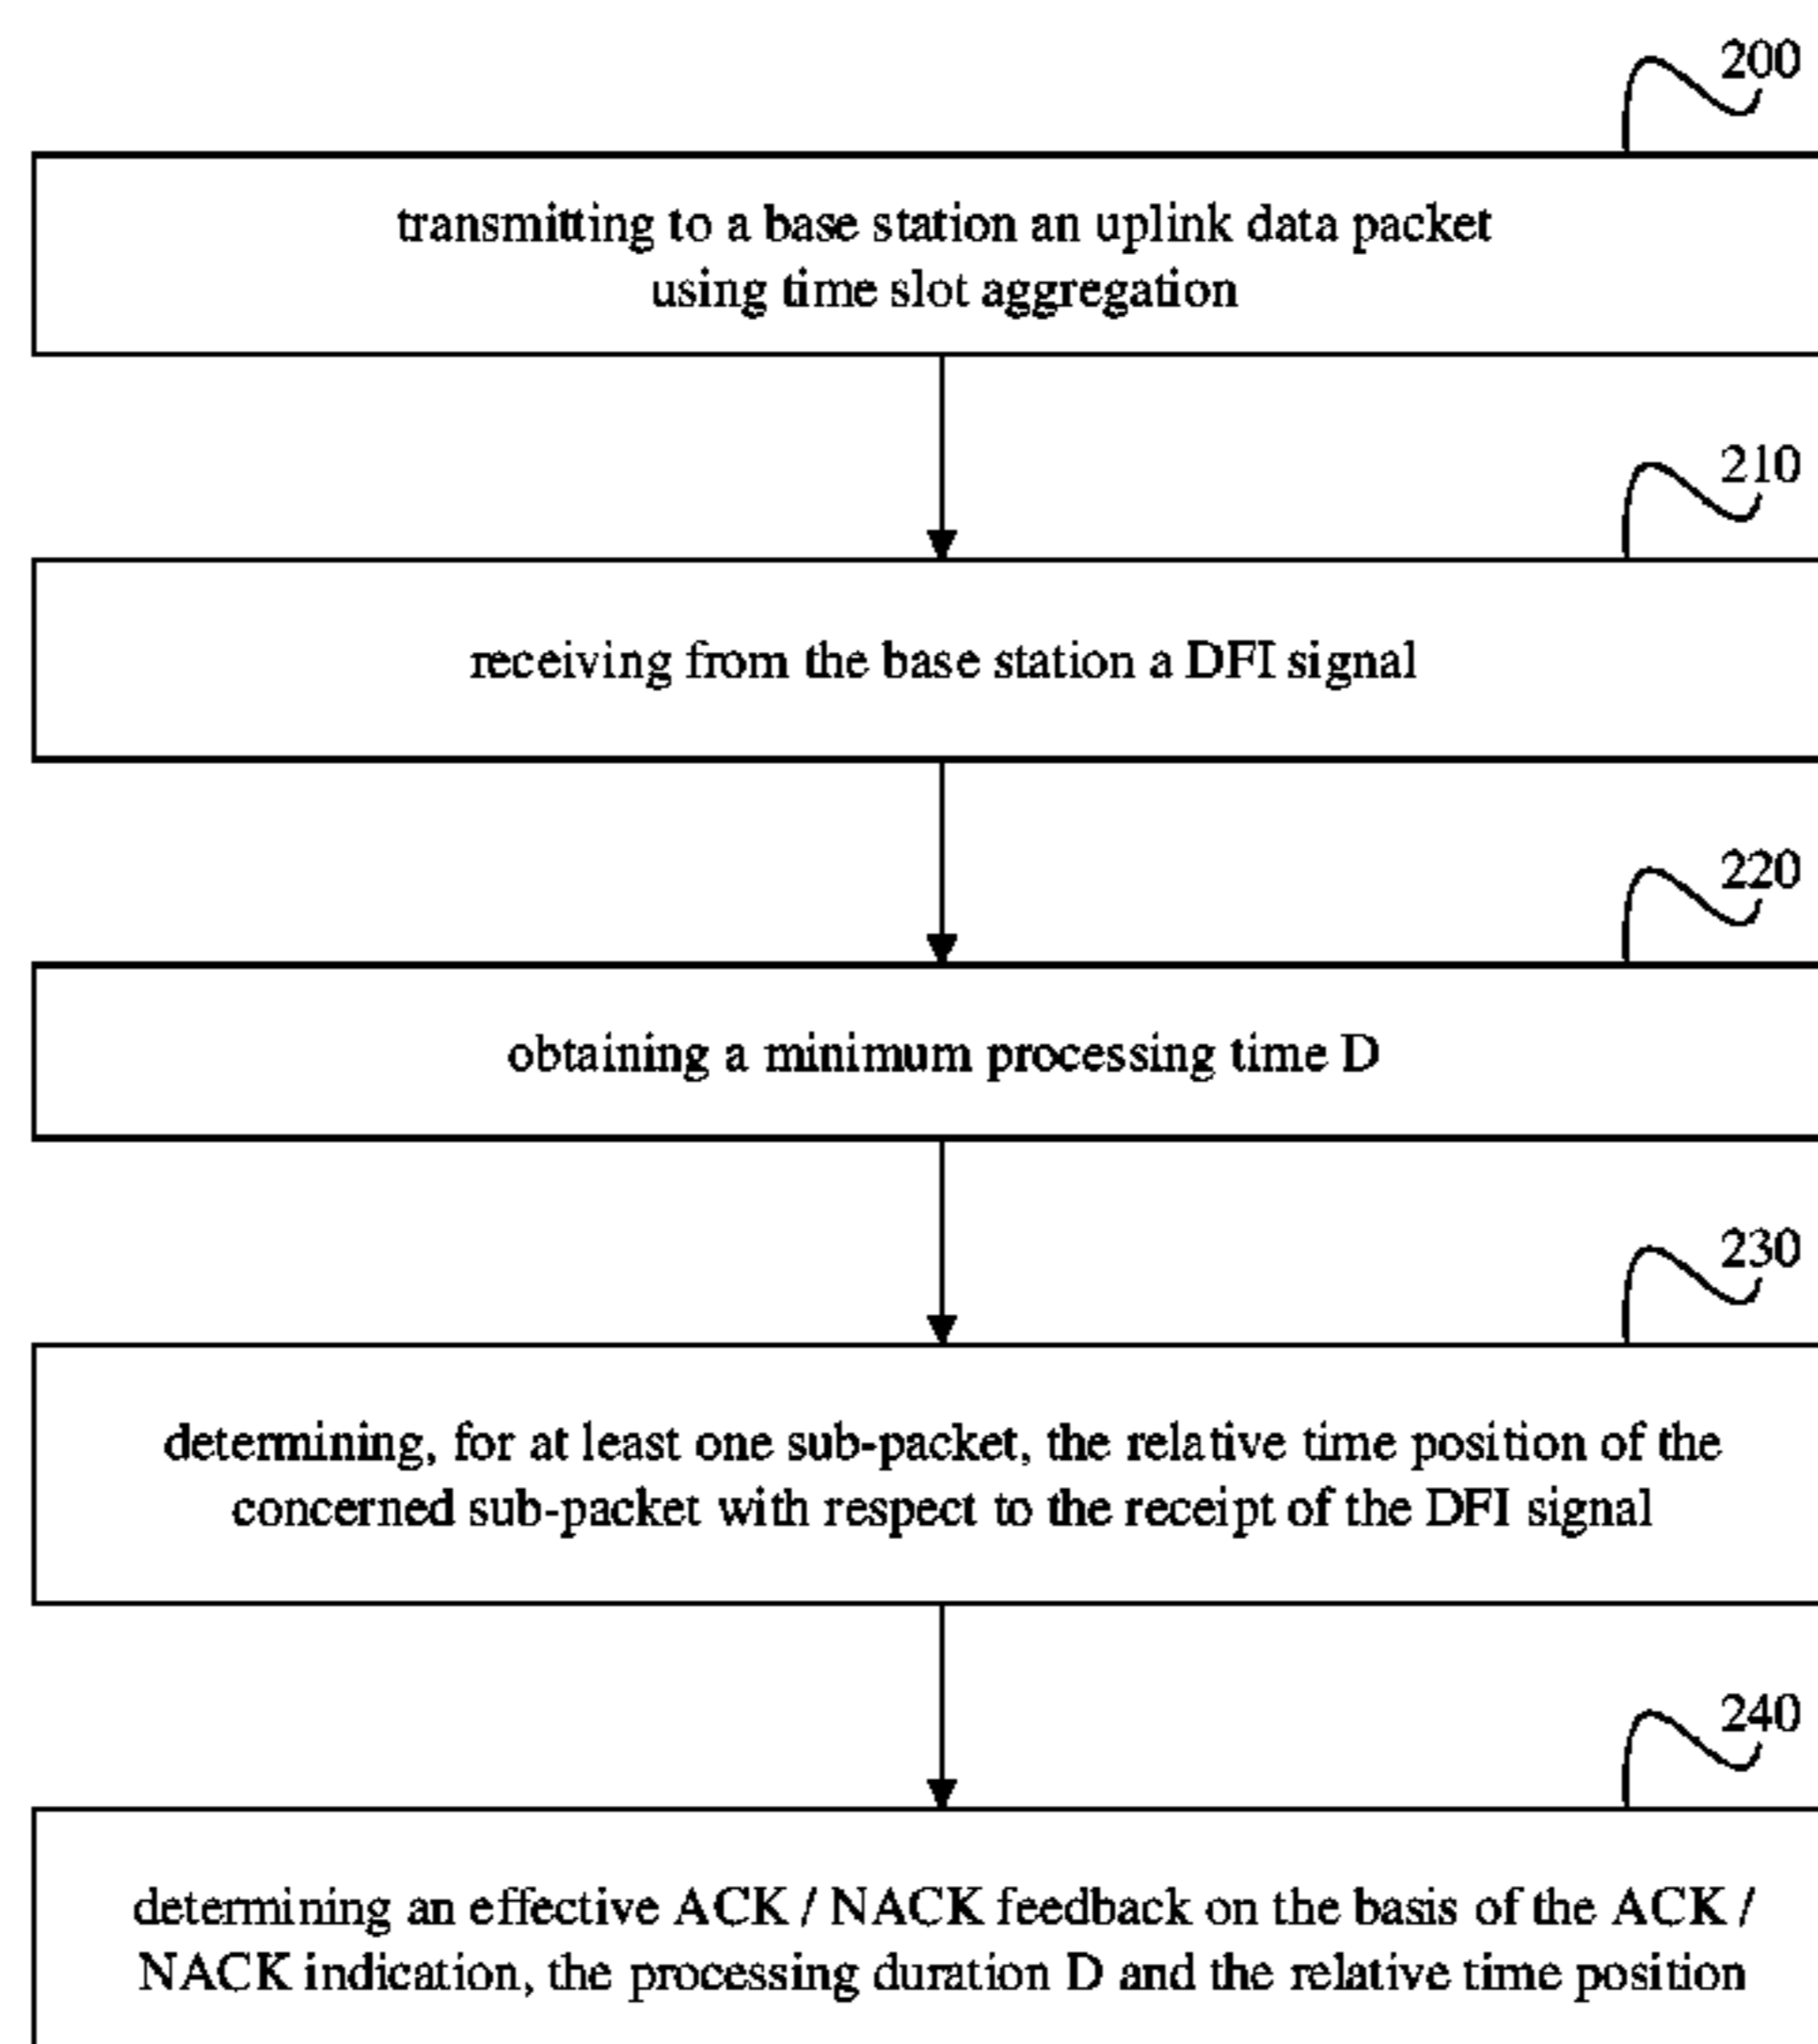 200
transmitting to a base station an uplink data packet
using time slot aggregation
210
receiving from the base station a DFI signal
220
obtaining a minimum processing time D
230
determining, for at least one sub-packet, the relative time position of the
concerned sub-packet with respect to the receipt of the DFI signal
240
determining an effective ACK / NACK feedback on the basis of the ACK /
NACK indication, the processing duration D and the relative time position